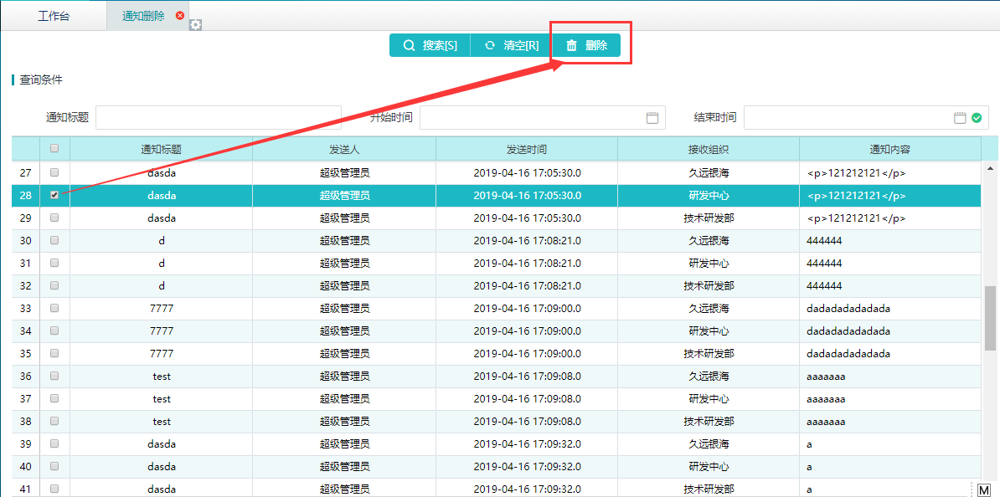 工作台 通知删除
搜索[S] 清空[R] 删除
查询条件
通知标题 开始时间 结束时间
通知标题 发送人 发送时间 接收组织 通知内容
27 dasda 超级管理员 2019-04-16 17:05:30.0 久远银海 <p>121212121</p>
28 dasda 超级管理员 2019-04-16 17:05:30.0 研发中心 <p>121212121</p>
29 dasda 超级管理员 2019-04-16 17:05:30.0 技术研发部 <p>121212121</p>
30 d 超级管理员 2019-04-16 17:08:21.0 久远银海 444444
31 d 超级管理员 2019-04-16 17:08:21.0 研发中心 444444
32 d 超级管理员 2019-04-16 17:08:21.0 技术研发部 444444
33 7777 超级管理员 2019-04-16 17:09:00.0 久远银海 dadadadadadada
34 7777 超级管理员 2019-04-16 17:09:00.0 研发中心 dadadadadadada
35 7777 超级管理员 2019-04-16 17:09:00.0 技术研发部 dadadadadadada
36 test 超级管理员 2019-04-16 17:09:08.0 久远银海 aaaaaaa
37 test 超级管理员 2019-04-16 17:09:08.0 研发中心 aaaaaaa
38 test 超级管理员 2019-04-16 17:09:08.0 技术研发部 aaaaaaa
39 dasda 超级管理员 2019-04-16 17:09:32.0 久远银海 a
40 dasda 超级管理员 2019-04-16 17:09:32.0 研发中心 a
41 dasda 超级管理员 2019-04-16 17:09:32.0 技术研发部 a
M